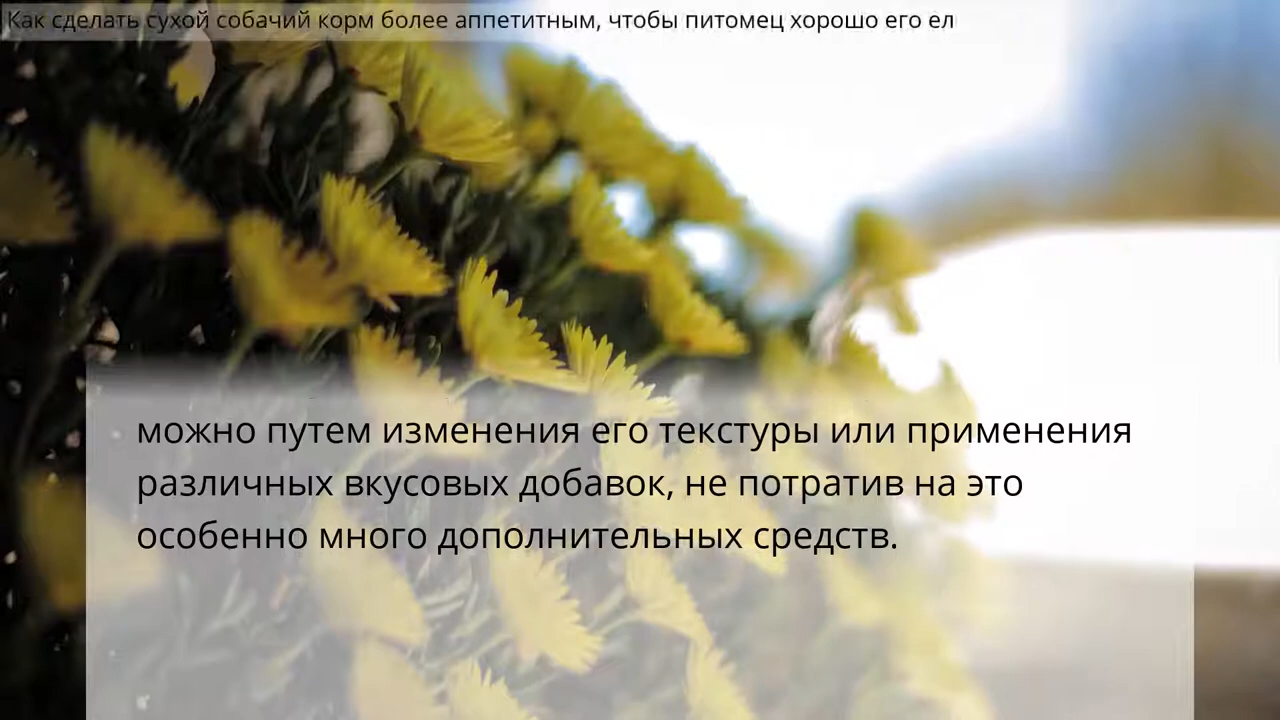 Как сделать сухой собачий корм более аппетитным, чтобы питомец хорошо его ел
можно путем изменения его текстуры или применения
различных вкусовых добавок, не потратив на это
особенно много дополнительных средств.